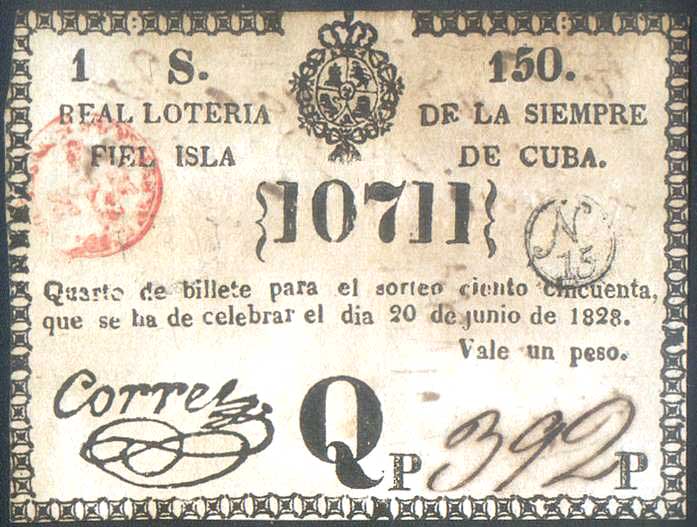 1 S. 150.
REAL LOTERIA DE LA SIEMPRE
FIEL ISLA DE CUBA.
{10711}
N
15
Quarto de billete para el sorteo ciento cincuenta,
que se ha de celebrar el dia 20 de junio de 1828.
Vale un peso.
Correa
Q
P 392 P